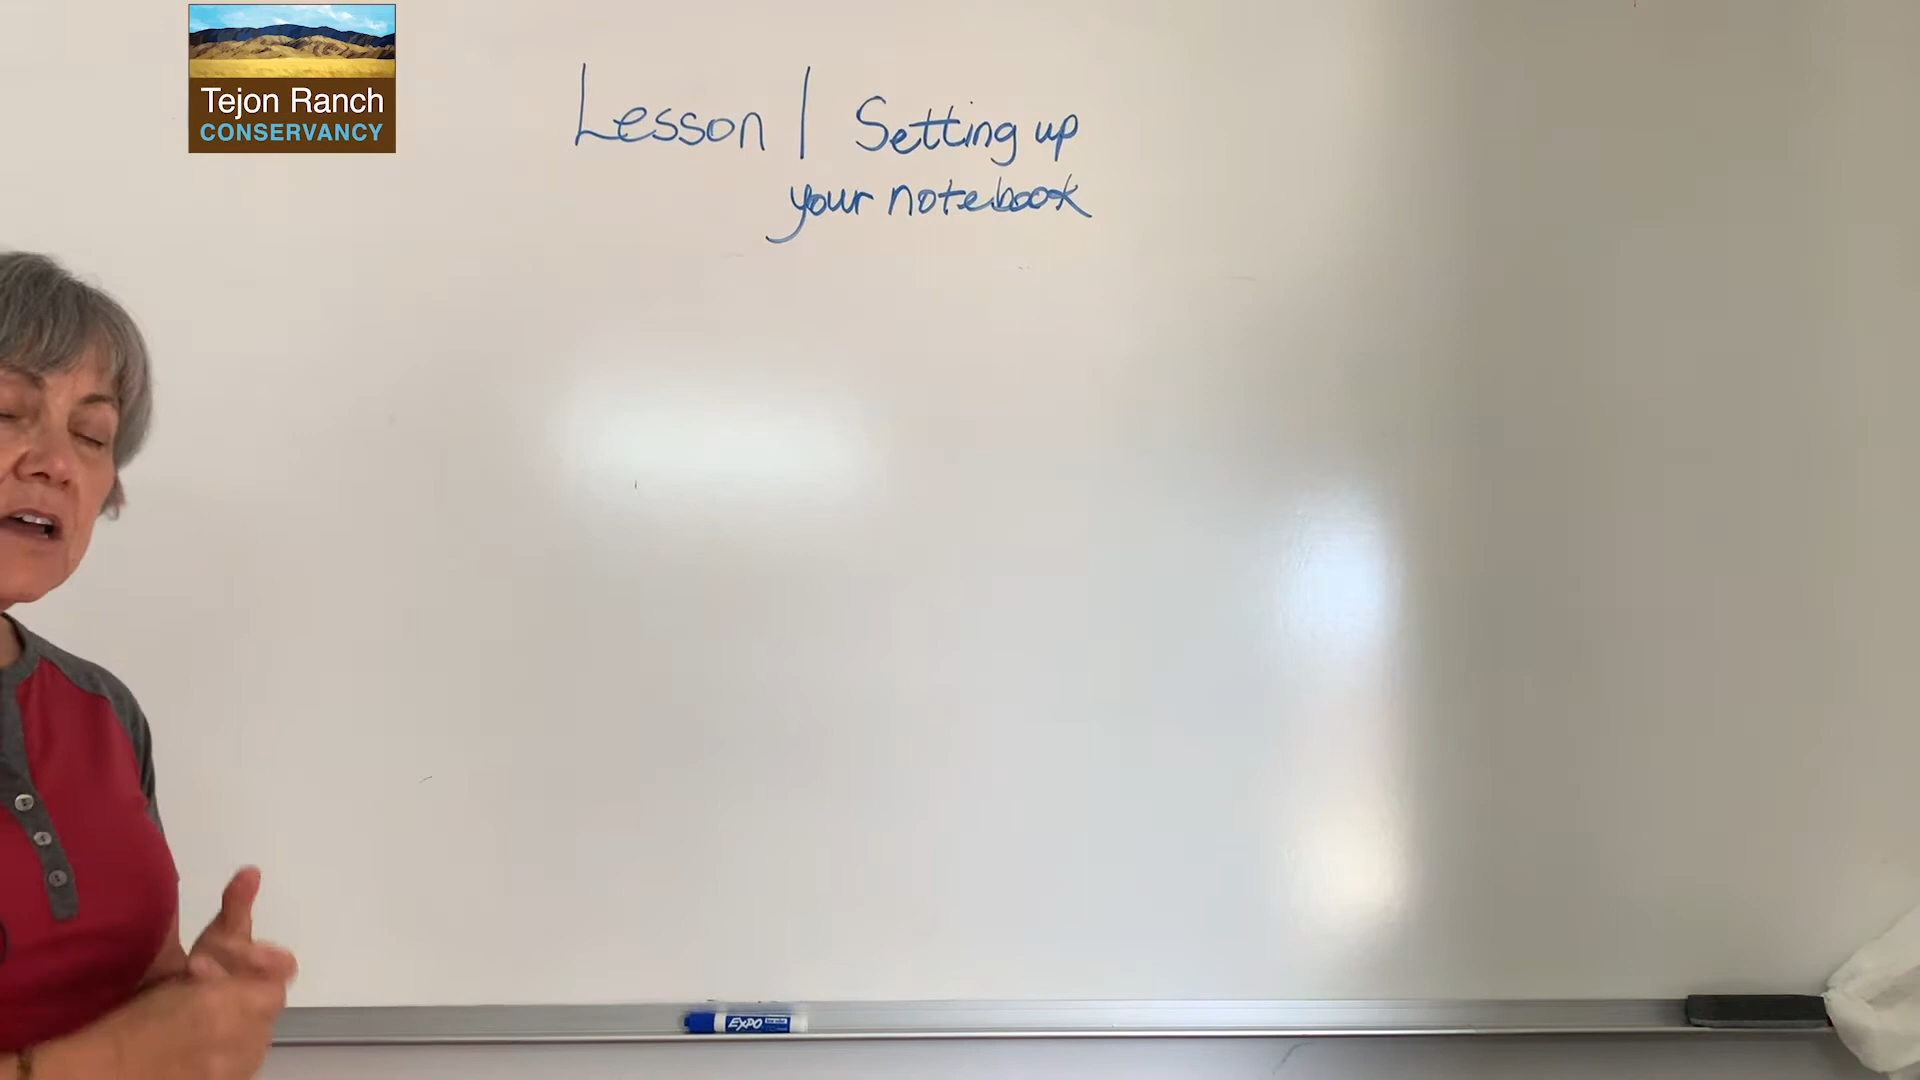 Tejon Ranch
CONSERVANCY
Lesson 1 Setting up
your notebook
EXPO